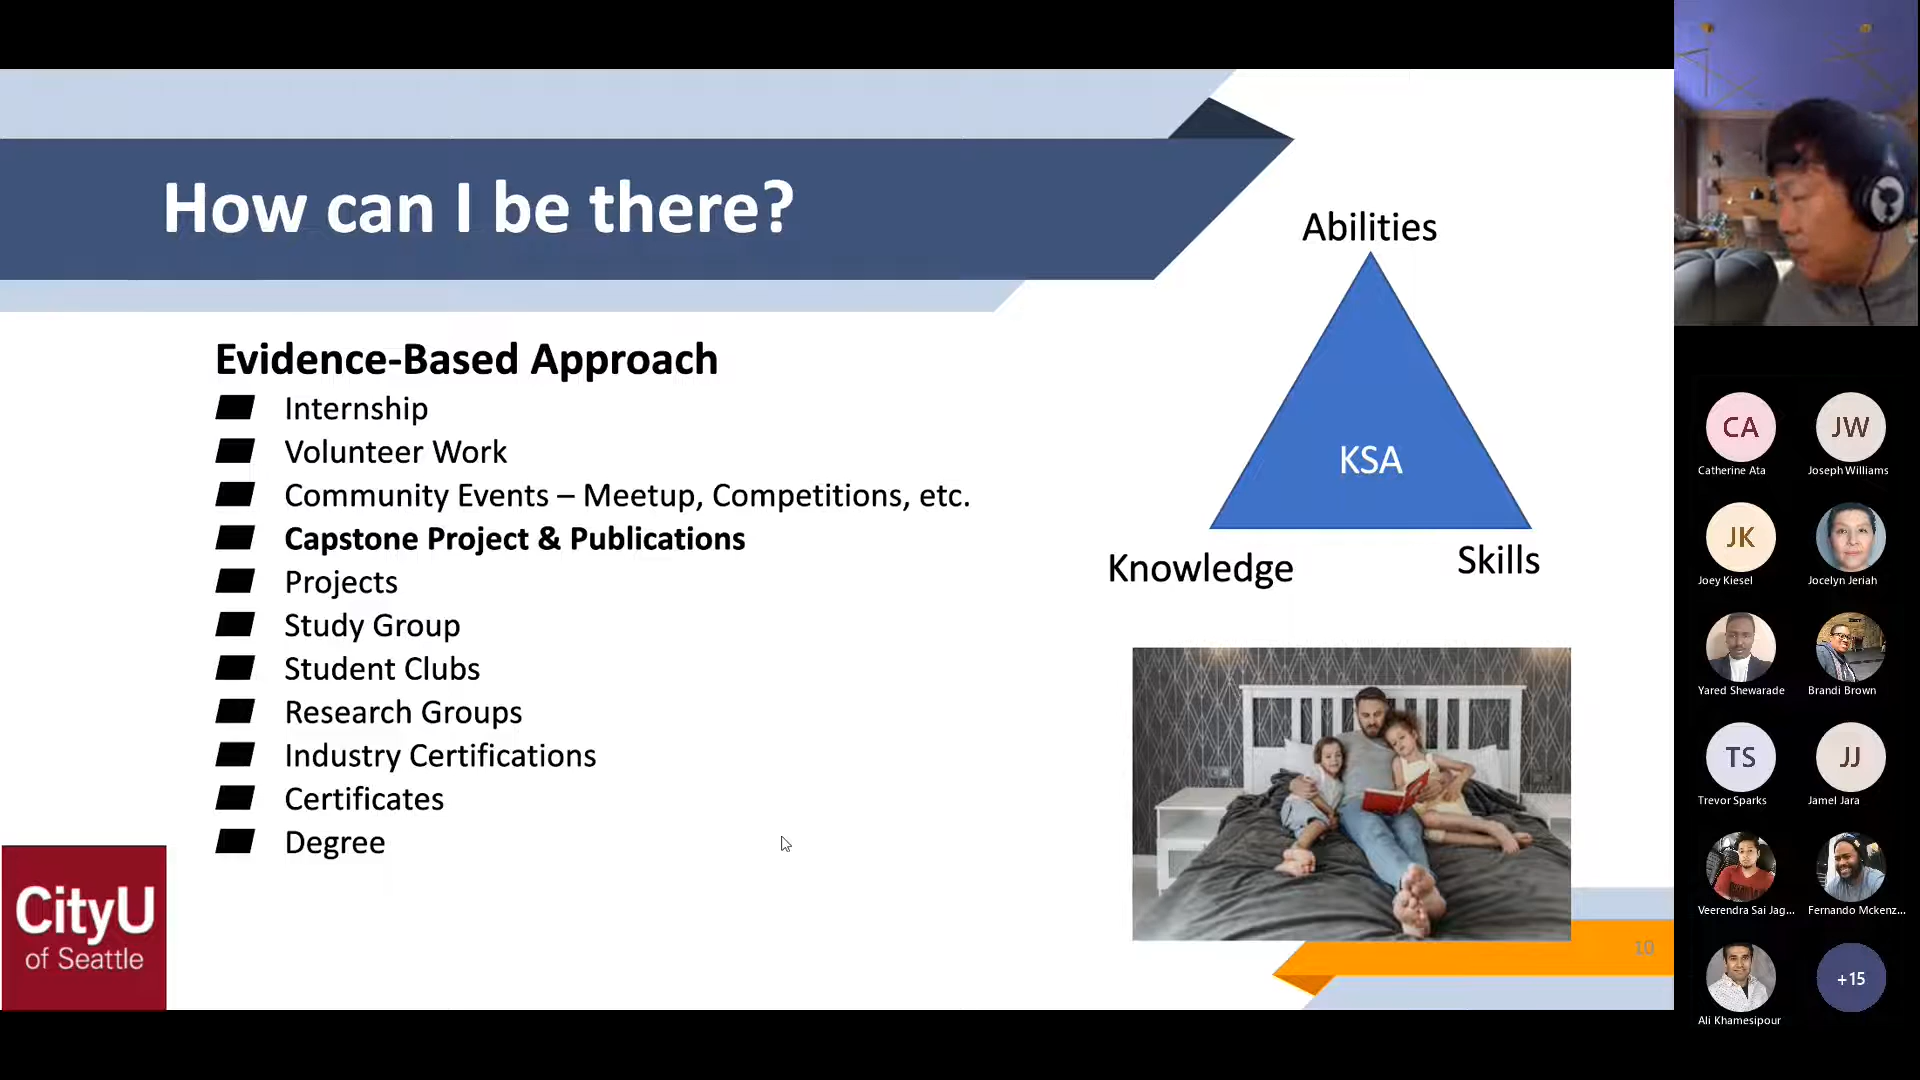 How can I be there?
Evidence-Based Approach
Internship
Volunteer Work
Community Events – Meetup, Competitions, etc.
Capstone Project & Publications
Projects
Study Group
Student Clubs
Research Groups
Industry Certifications
Certificates
Degree
Abilities
KSA
Knowledge
Skills
CityU
of Seattle
10
CA
JW
Catherine Ata
Joseph Williams
JK
Joey Kiesel
Jocelyn Jeriah
Yared Shewarade
Brandi Brown
TS
JJ
Trevor Sparks
Jamel Jara
Veerendra Sai Jag...
Fernando Mckenz...
+15
Ali Khamesipour